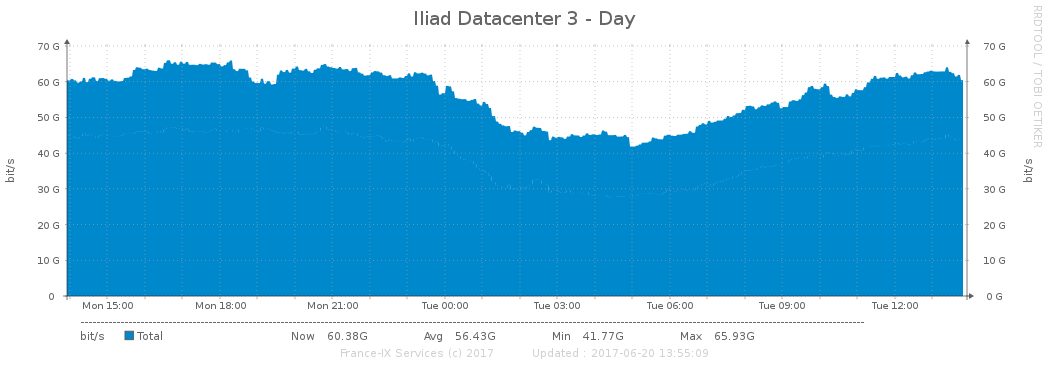 Iliad Datacenter 3 - Day
RRDTOOL / TOBI OETIKER
70 G 70 G
60 G 60 G
50 G 50 G
40 G 40 G
30 G 30 G
20 G 20 G
10 G 10 G
0 0 G
bit/s bit/s
Mon 15:00 Mon 18:00 Mon 21:00 Tue 00:00 Tue 03:00 Tue 06:00 Tue 09:00 Tue 12:00
bit/s Total Now 60.38G Avg 56.43G Min 41.77G Max 65.93G
France-IX Services (c) 2017 Updated : 2017-06-20 13:55:09